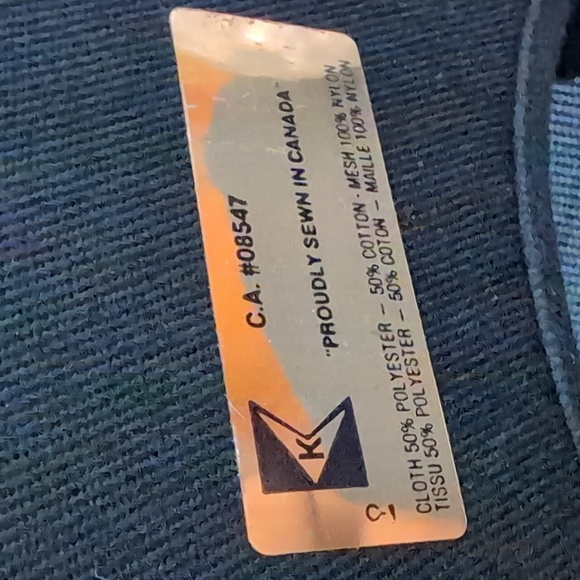 K
C.A. #08547
"PROUDLY SEWN IN CANADA"
CLOTH 50% POLYESTER – 50% COTTON - MESH 100% NYLON
TISSU 50% POLYESTER – 50% COTON – MAILLE 100% NYLON